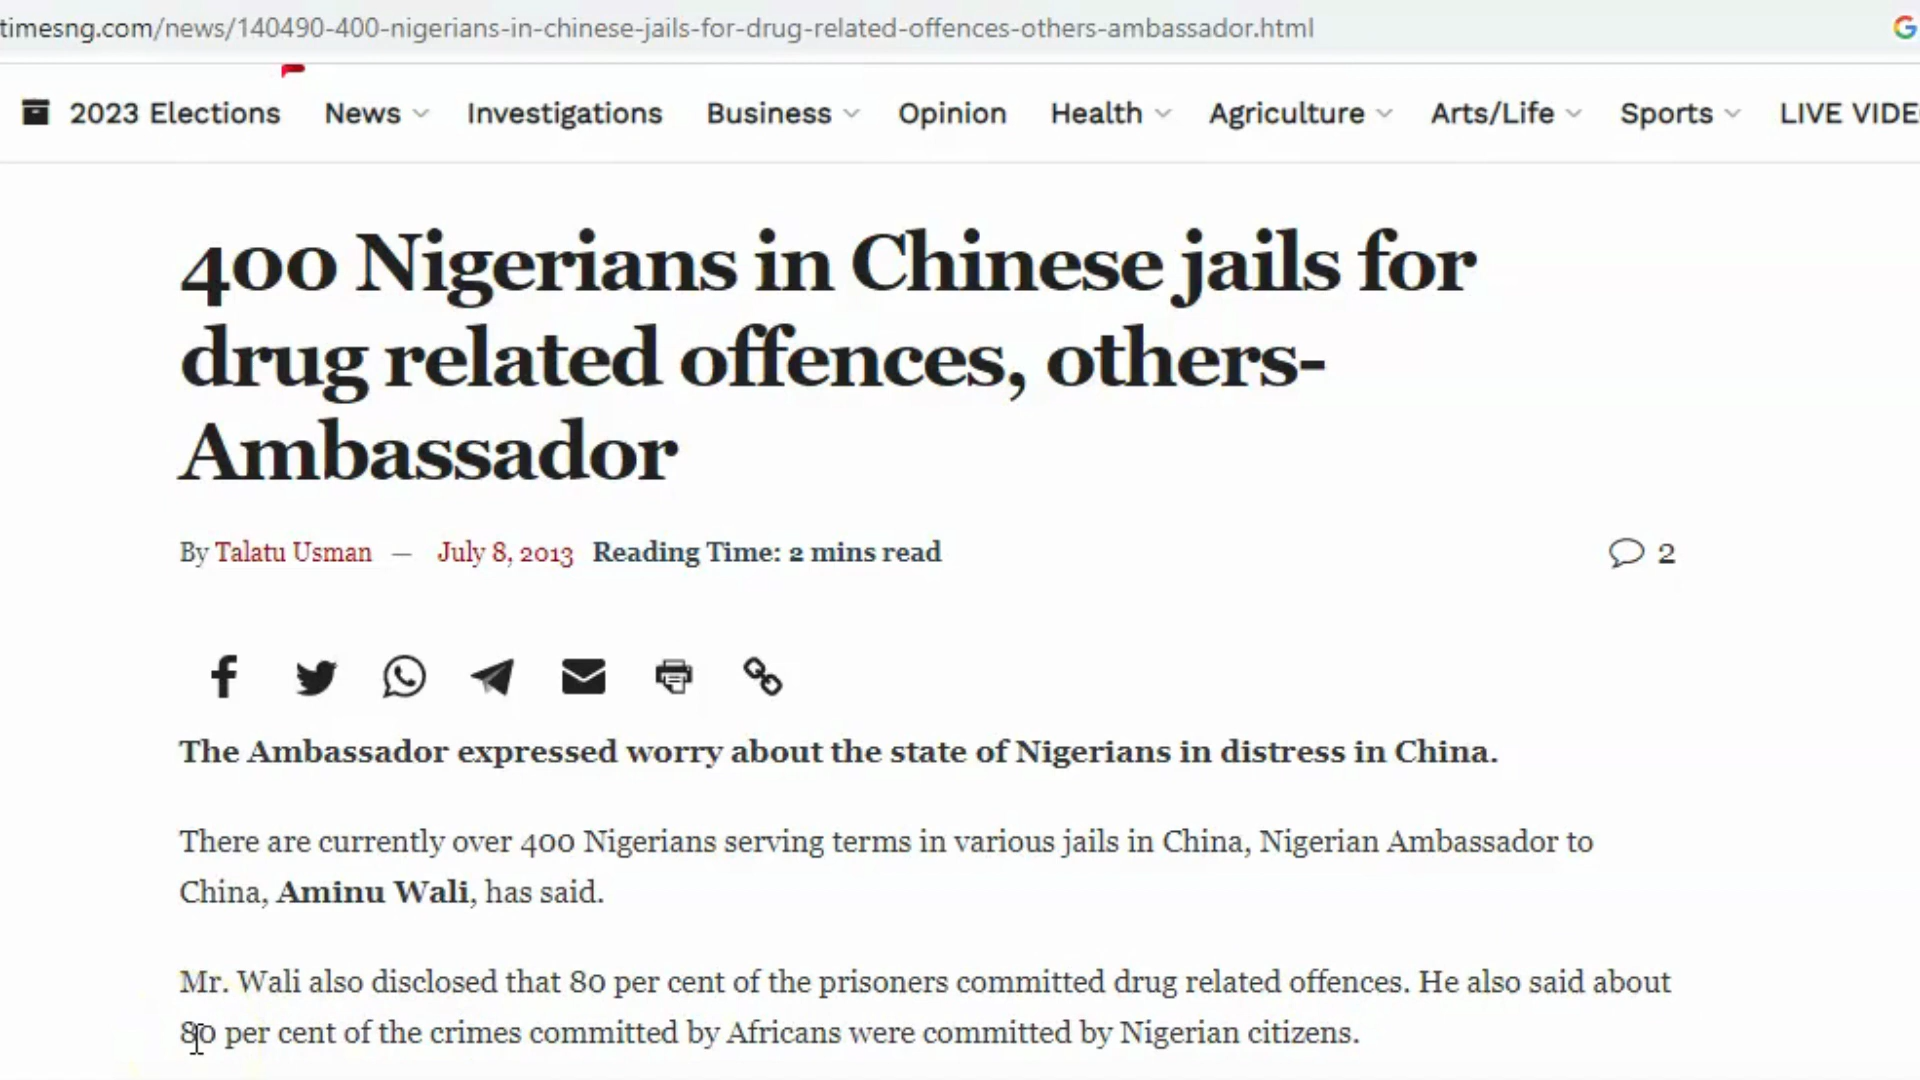 timesng.com/news/140490-400-nigerians-in-chinese-jails-for-drug-related-offences-others-ambassador.html
2023 Elections News Investigations Business Opinion Health Agriculture Arts/Life Sports LIVE VIDE
400 Nigerians in Chinese jails for
drug related offences, others-
Ambassador
By Talatu Usman — July 8, 2013 Reading Time: 2 mins read 2
The Ambassador expressed worry about the state of Nigerians in distress in China.
There are currently over 400 Nigerians serving terms in various jails in China, Nigerian Ambassador to
China, Aminu Wali, has said.
Mr. Wali also disclosed that 80 per cent of the prisoners committed drug related offences. He also said about
80 per cent of the crimes committed by Africans were committed by Nigerian citizens.